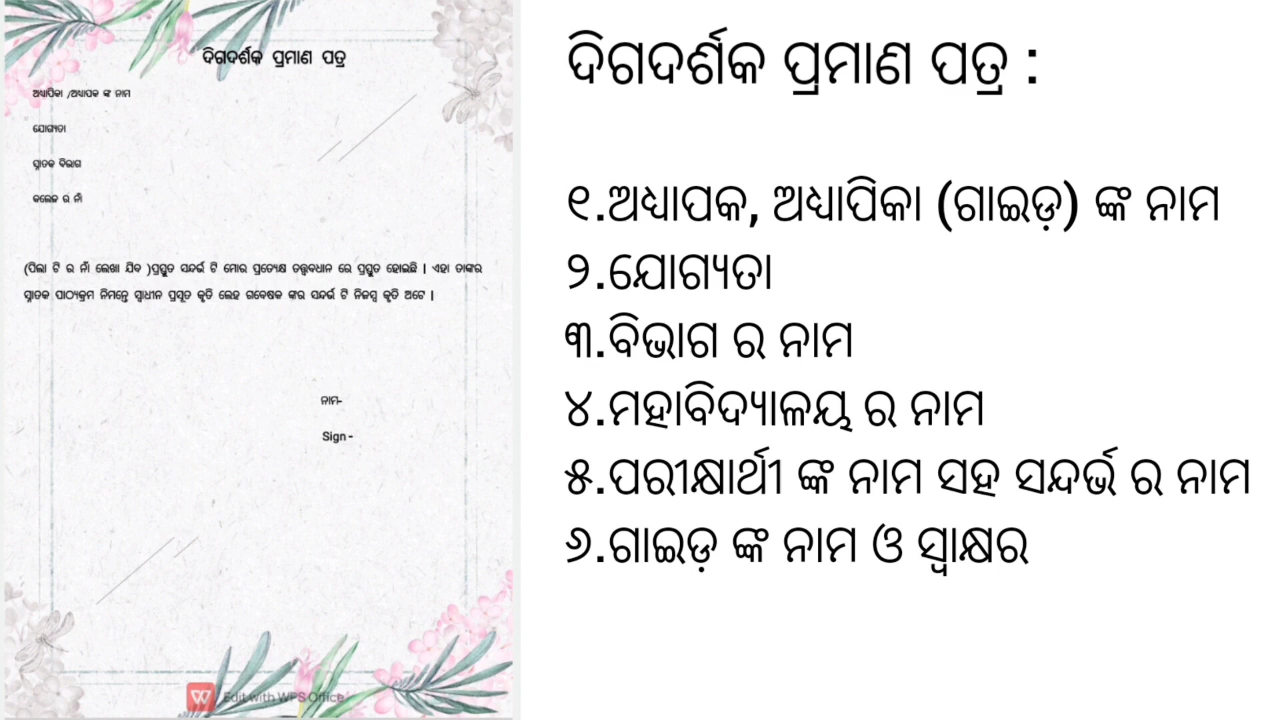 ଦିଗଦର୍ଶକ ପ୍ରମାଣ ପତ୍ର
ଅଧ୍ୟାପିକା /ଅଧ୍ୟାପକ ଙ୍କ ନାମ
ଯୋଗ୍ୟତା
ସ୍ନାତକ ବିଭାଗ
କଲେଜ ର ନାଁ
(ପିଲା ଟି ର ନାଁ ଲେଖା ଯିବ )ପ୍ରସ୍ତୁତ ସନ୍ଦର୍ଭ ଟି ମୋର ପ୍ରତ୍ୟେକ୍ଷ ତତ୍ତ୍ୱବଧାନ ରେ ପ୍ରସ୍ତୁତ ହୋଇଛି । ଏହା ତାଙ୍କର
ସ୍ନାତକ ପାଠ୍ୟକ୍ରମ ନିମନ୍ତେ ସ୍ୱାଧୀନ ପ୍ରସୂତ କୃତି ଲେହ ଗବେଷକ ଙ୍କର ସନ୍ଦର୍ଭ ଟି ନିଜସ୍ୱ କୃତି ଅଟେ ।
ନାମ-
Sign -
Edit with WPS Office
ଦିଗଦର୍ଶକ ପ୍ରମାଣ ପତ୍ର :
୧.ଅଧ୍ୟାପକ, ଅଧ୍ୟାପିକା (ଗାଇଡ଼) ଙ୍କ ନାମ
୨.ଯୋଗ୍ୟତା
୩.ବିଭାଗ ର ନାମ
୪.ମହାବିଦ୍ୟାଳୟ ର ନାମ
୫.ପରୀକ୍ଷାର୍ଥୀ ଙ୍କ ନାମ ସହ ସନ୍ଦର୍ଭ ର ନାମ
୬.ଗାଇଡ଼ ଙ୍କ ନାମ ଓ ସ୍ୱାକ୍ଷର